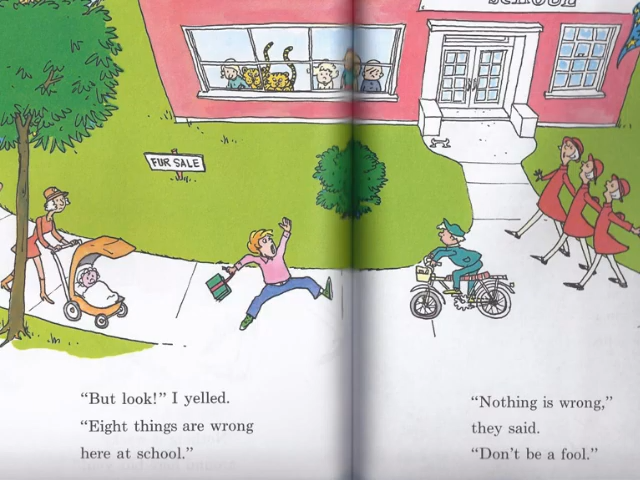 SCHOOL
FOR SALE
"But look!" I yelled.
"Eight things are wrong
here at school."
"Nothing is wrong,"
they said.
"Don't be a fool."